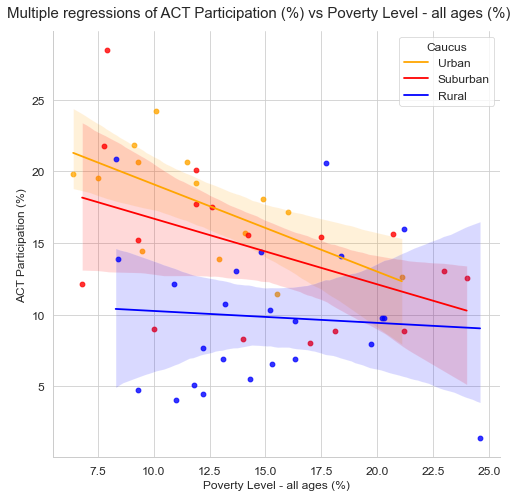 Multiple regressions of ACT Participation (%) vs Poverty Level - all ages (%)
Caucus
Urban
Suburban
Rural
25
20
15
10
5
ACT Participation (%)
7.5 10.0 12.5 15.0 17.5 20.0 22.5 25.0
Poverty Level - all ages (%)